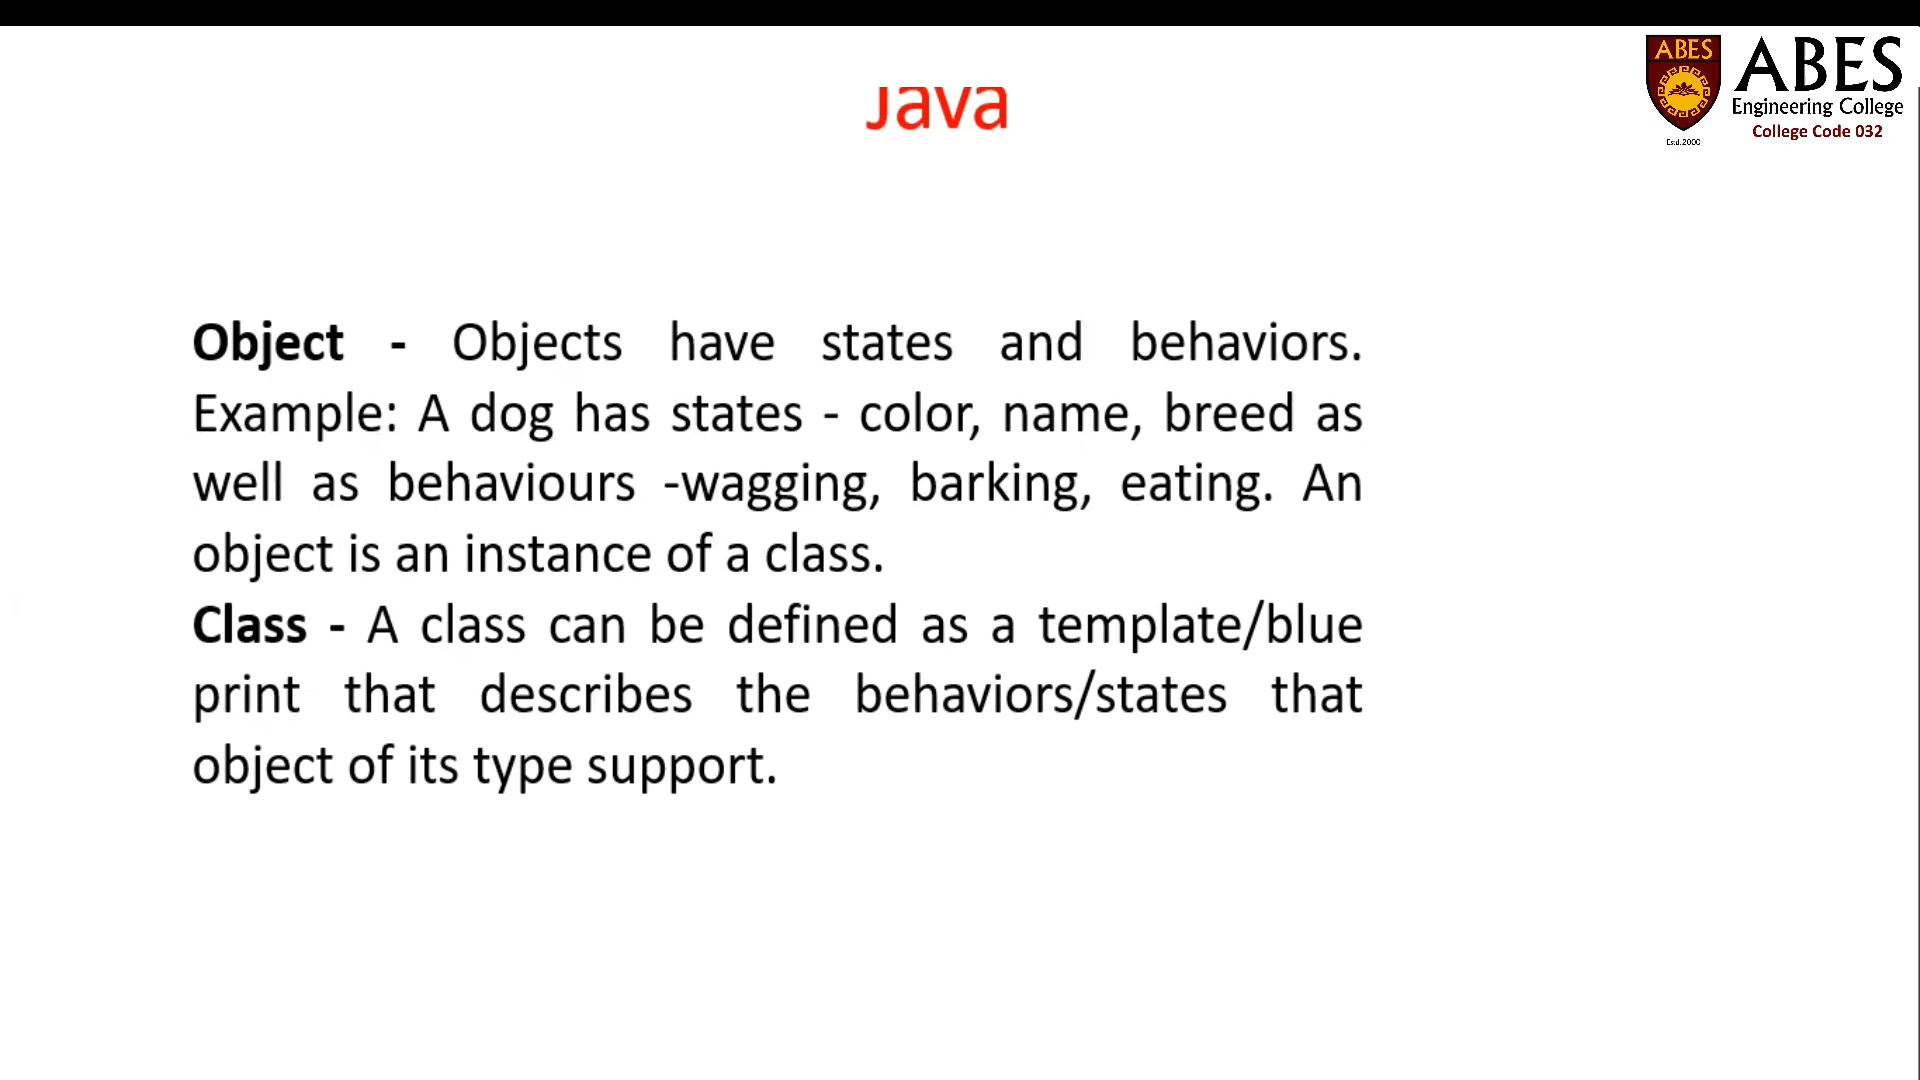 Java
ABES
ABES
Engineering College
College Code 032
Estd.2000
Object - Objects have states and behaviors.
Example: A dog has states - color, name, breed as
well as behaviours -wagging, barking, eating. An
object is an instance of a class.
Class - A class can be defined as a template/blue
print that describes the behaviors/states that
object of its type support.